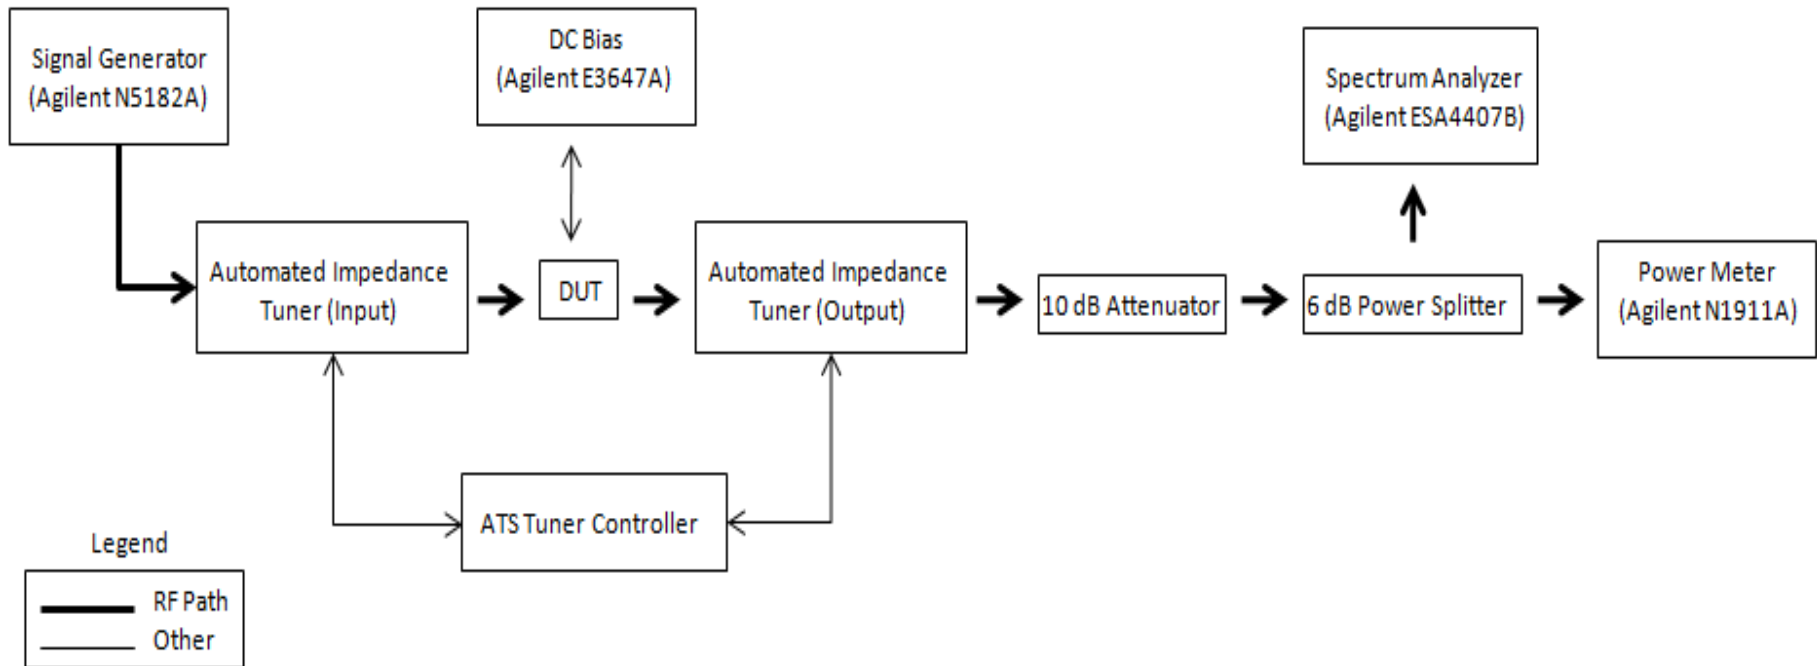 Signal Generator
(Agilent N5182A)
DC Bias
(Agilent E3647A)
Spectrum Analyzer
(Agilent ESA4407B)
Automated Impedance
Tuner (Input)
DUT
Automated Impedance
Tuner (Output)
10 dB Attenuator
6 dB Power Splitter
Power Meter
(Agilent N1911A)
ATS Tuner Controller
Legend
RF Path
Other